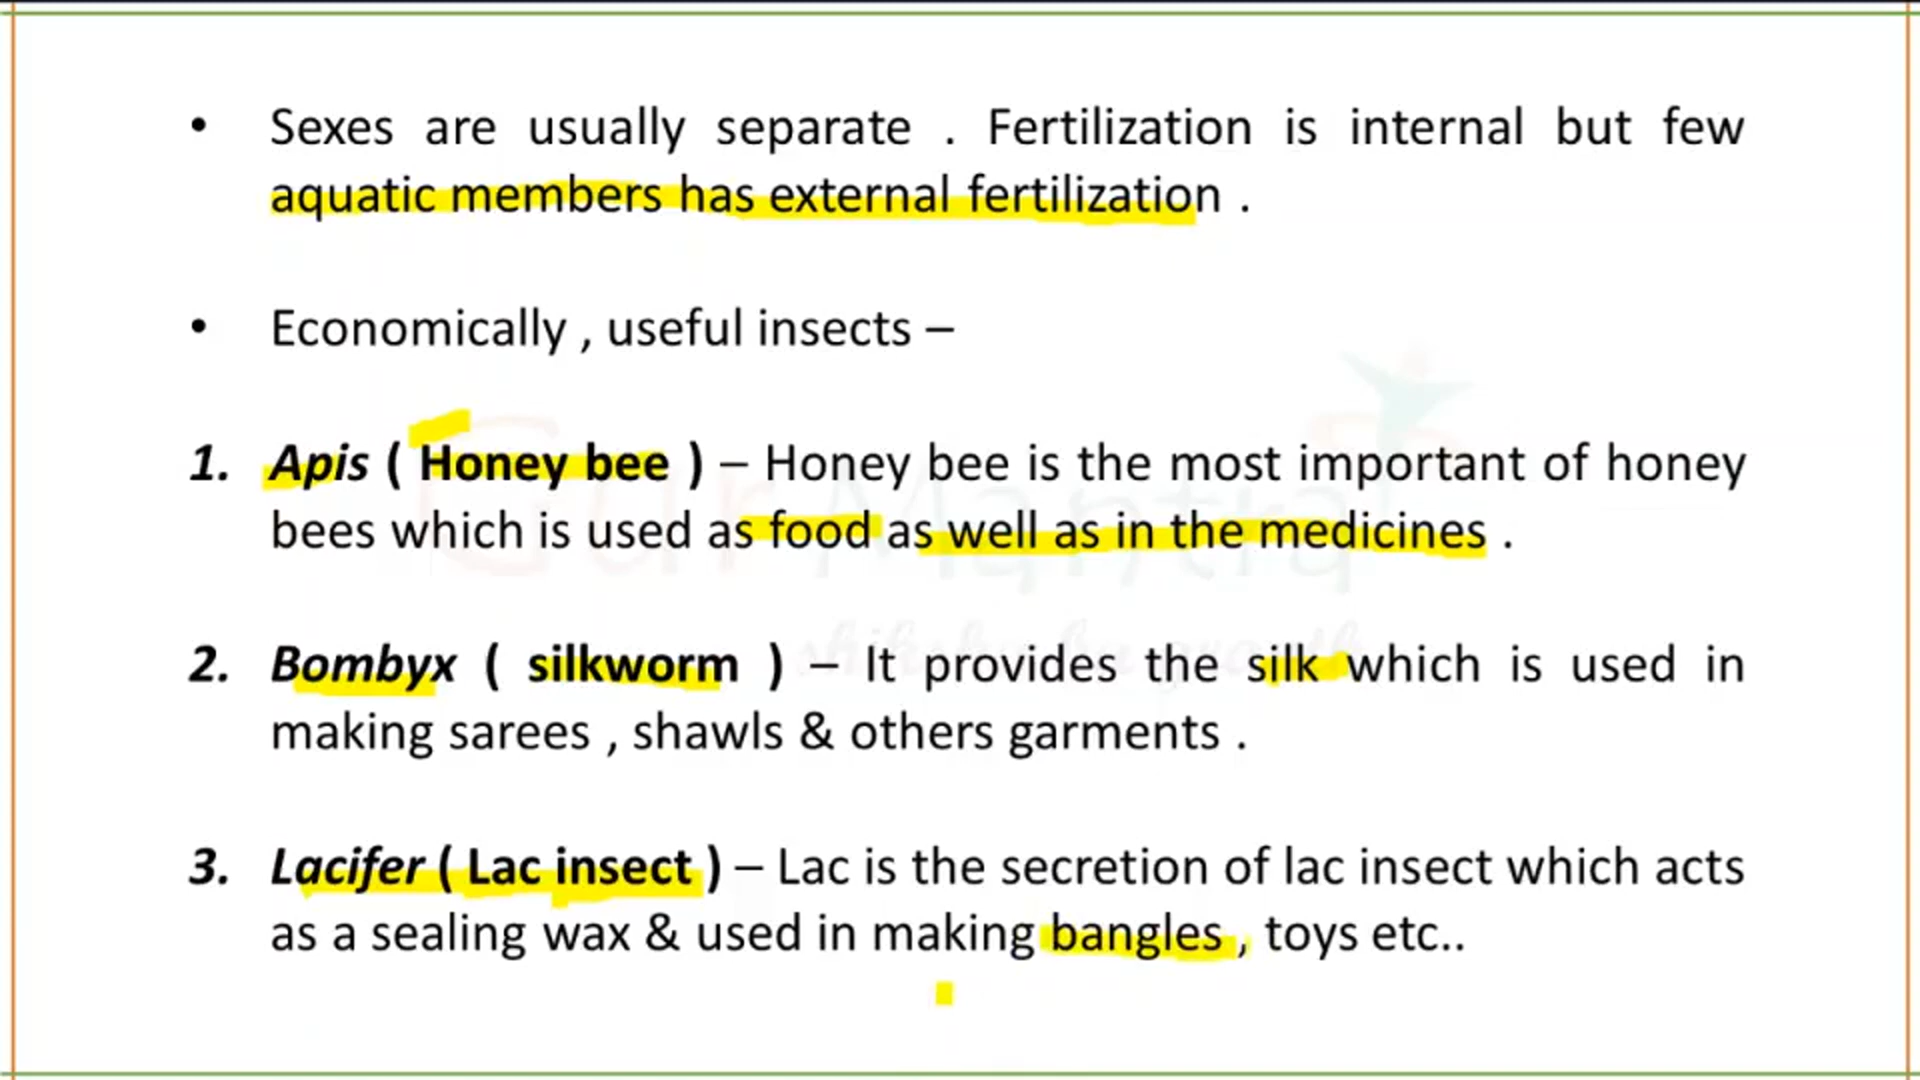 • Sexes are usually separate . Fertilization is internal but few
aquatic members has external fertilization .
• Economically , useful insects –
1. Apis ( Honey bee ) – Honey bee is the most important of honey
bees which is used as food as well as in the medicines .
2. Bombyx ( silkworm ) – It provides the silk which is used in
making sarees , shawls & others garments .
3. Lacifer ( Lac insect ) – Lac is the secretion of lac insect which acts
as a sealing wax & used in making bangles , toys etc..
Gur Mantra